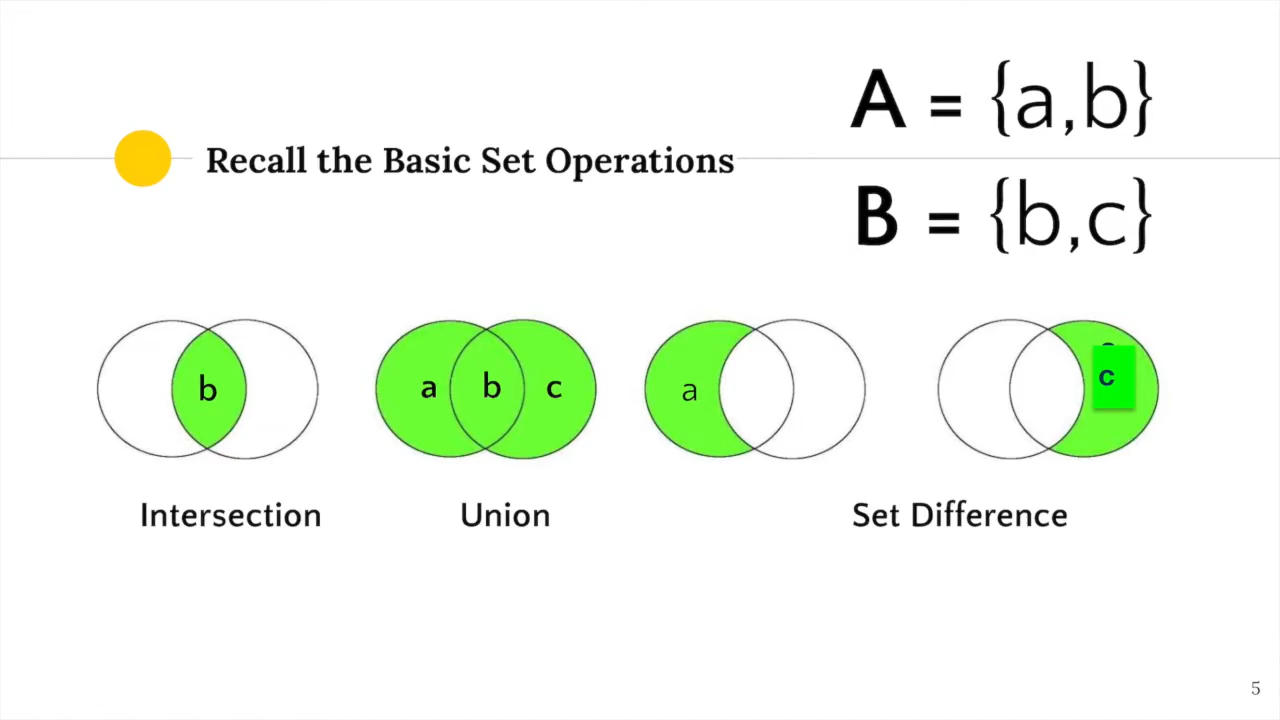 A = {a,b}
Recall the Basic Set Operations
B = {b,c}
b
a b c
a
c
Intersection
Union
Set Difference
5